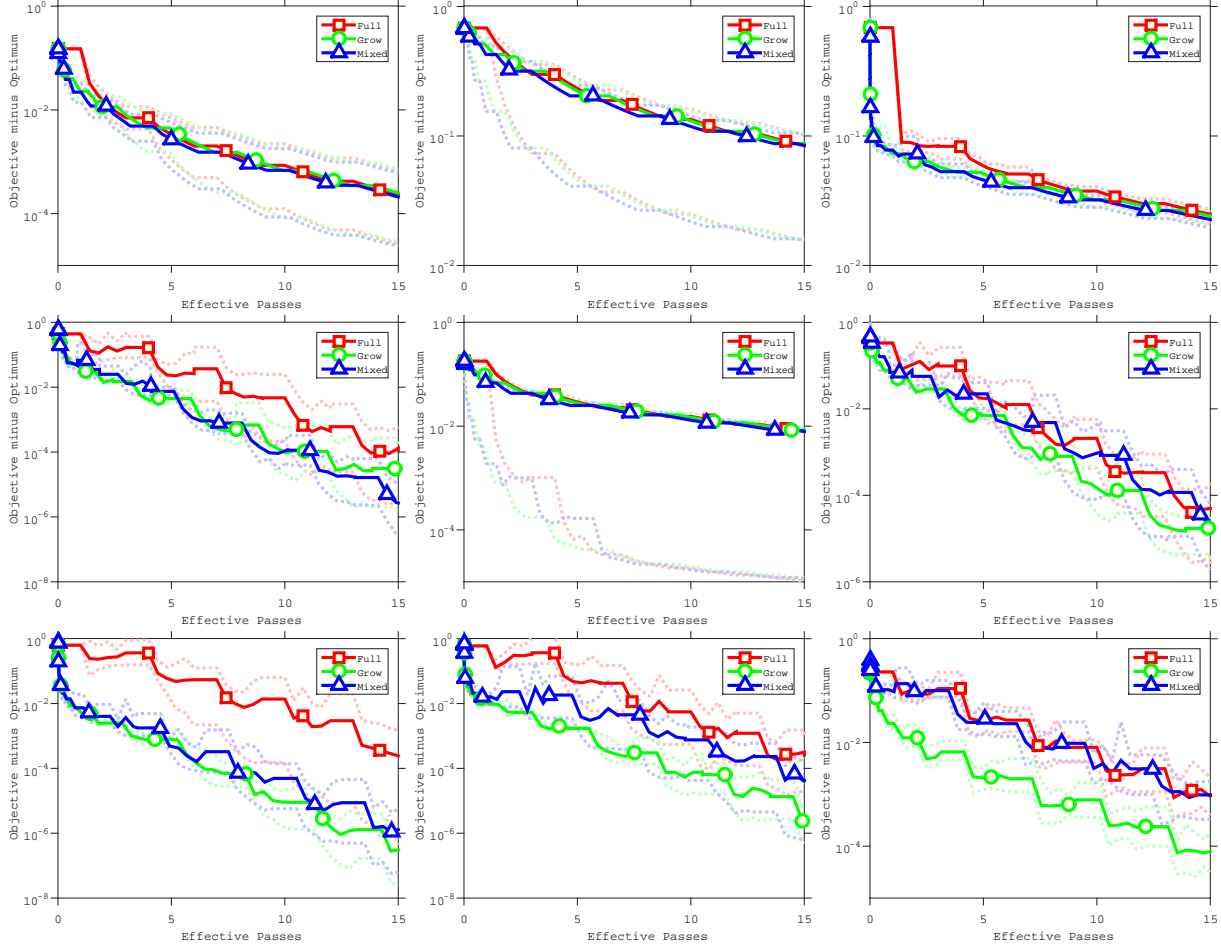 Objective minus Optimum
10^0
10^-2
10^-4
0
5
10
15
Effective Passes
Full
Grow
Mixed
Objective minus Optimum
10^0
10^-1
10^-2
0
5
10
15
Effective Passes
Full
Grow
Mixed
Objective minus Optimum
10^0
10^-1
10^-2
0
5
10
15
Effective Passes
Full
Grow
Mixed
Objective minus Optimum
10^0
10^-2
10^-4
10^-6
10^-8
0
5
10
15
Effective Passes
Full
Grow
Mixed
Objective minus Optimum
10^0
10^-2
10^-4
0
5
10
15
Effective Passes
Full
Grow
Mixed
Objective minus Optimum
10^0
10^-2
10^-4
10^-6
0
5
10
15
Effective Passes
Full
Grow
Mixed
Objective minus Optimum
10^0
10^-2
10^-4
10^-6
10^-8
0
5
10
15
Effective Passes
Full
Grow
Mixed
Objective minus Optimum
10^0
10^-2
10^-4
10^-6
10^-8
0
5
10
15
Effective Passes
Full
Grow
Mixed
Objective minus Optimum
10^0
10^-2
10^-4
0
5
10
15
Effective Passes
Full
Grow
Mixed